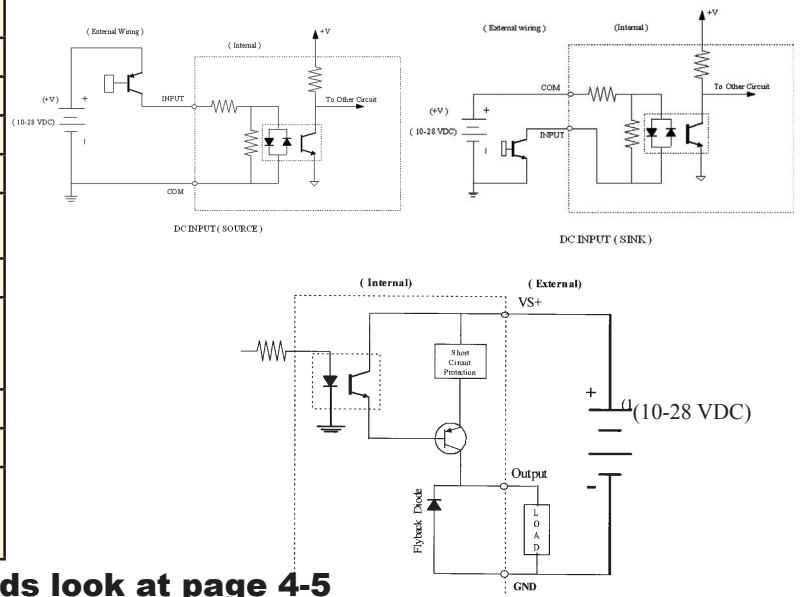 ( External Wiring )
( Internal )
+V
(+V )
+
( 10-28 VDC)
INPUT
To Other Circuit
COM
DC INPUT ( SOURCE )
( External wiring )
(Internal)
+V
COM
To Other Circuit
(+V )
+
( 10-28 VDC)
INPUT
DC INPUT ( SINK )
( Internal)
( External)
VS+
Short
Circuit
Protection
+
(1(10-28 VDC)
Output
-
Flyback Diode
LOAD
GND
ds look at page 4-5